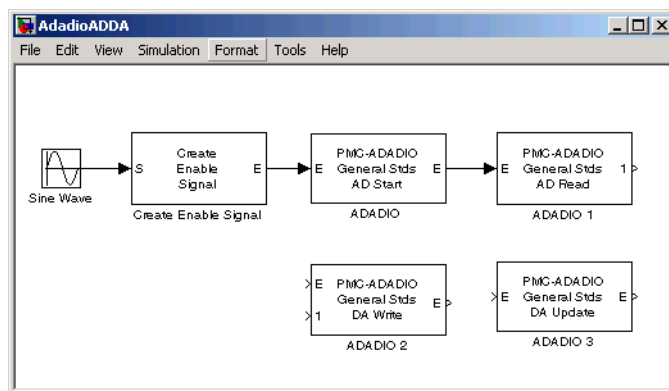 AdadioADDA
File Edit View Simulation Format Tools Help
S
Create
Enable
Signal
E
E
PMC-ADADIO
General Stds
AD Start
E
E
PMC-ADADIO
General Stds
AD Read
1
Sine Wave
Create Enable Signal
ADADIO
ADADIO 1
E
1
PMC-ADADIO
General Stds
DA Write
E
E
PMC-ADADIO
General Stds
DA Update
E
ADADIO 2
ADADIO 3